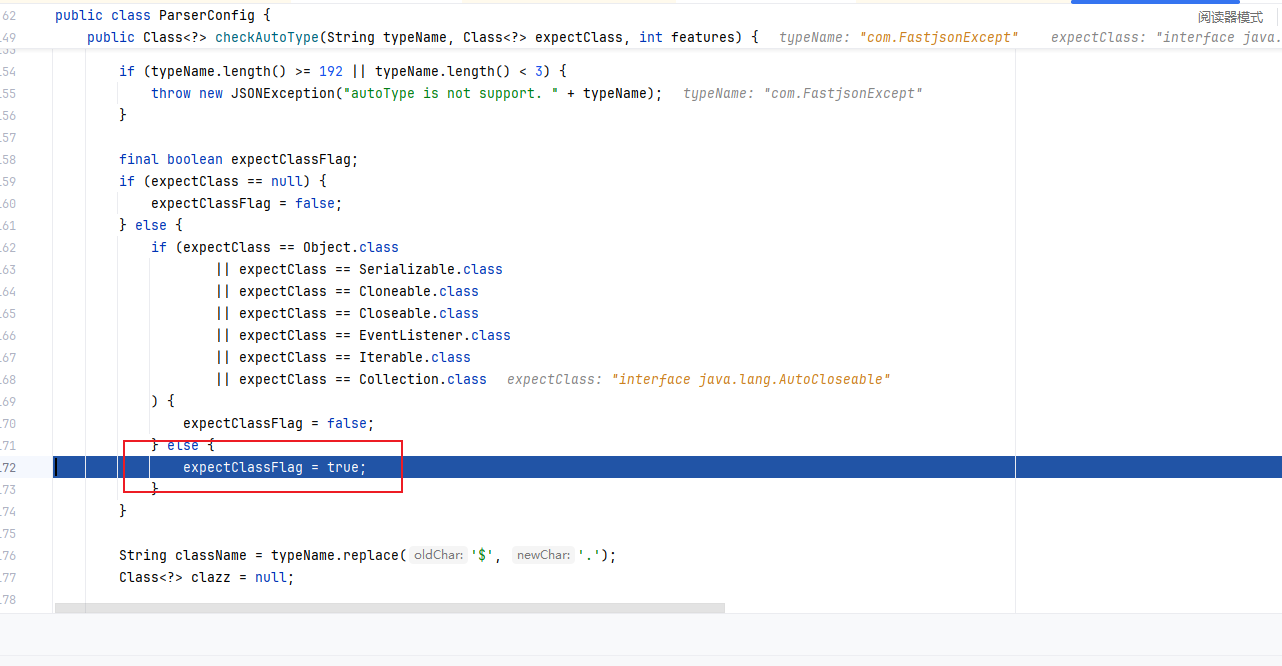 62 public class ParserConfig {
阅读器模式
49 public Class<?> checkAutoType(String typeName, Class<?> expectClass, int features) { typeName: "com.FastjsonExcept" expectClass: "interface java.
.54 if (typeName.length() >= 192 || typeName.length() < 3) {
.55 throw new JSONException("autoType is not support. " + typeName); typeName: "com.FastjsonExcept"
.56 }
.57
.58 final boolean expectClassFlag;
.59 if (expectClass == null) {
.60 expectClassFlag = false;
.61 } else {
.62 if (expectClass == Object.class
.63 || expectClass == Serializable.class
.64 || expectClass == Cloneable.class
.65 || expectClass == Closeable.class
.66 || expectClass == EventListener.class
.67 || expectClass == Iterable.class
.68 || expectClass == Collection.class expectClass: "interface java.lang.AutoCloseable"
.69 ) {
.70 expectClassFlag = false;
.71 } else {
.72 expectClassFlag = true;
.73 }
.74 }
.75
.76 String className = typeName.replace( oldChar: '$', newChar: '.');
.77 Class<?> clazz = null;
.78